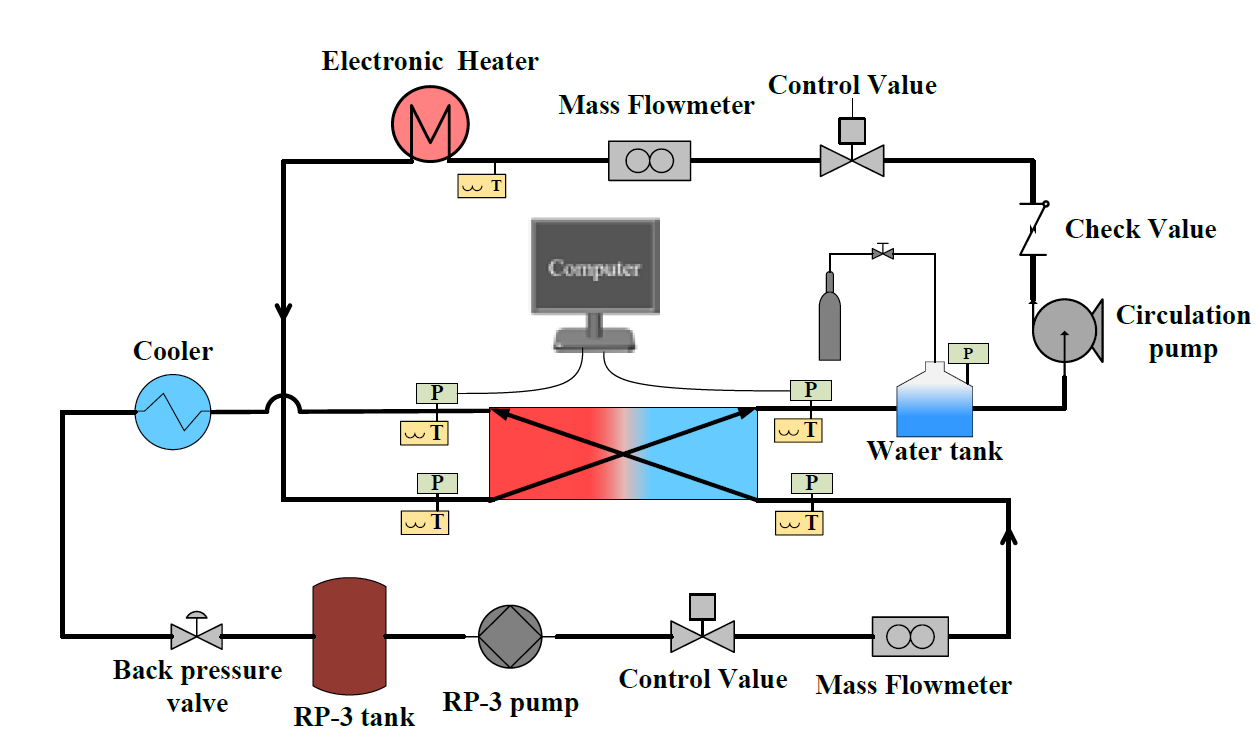 Electronic Heater
Control Value
Mass Flowmeter
T
Check Value
Computer
Circulation
pump
Cooler
P
P
P
T
T
Water tank
P
P
T
T
Back pressure
valve
RP-3 tank
RP-3 pump
Control Value
Mass Flowmeter